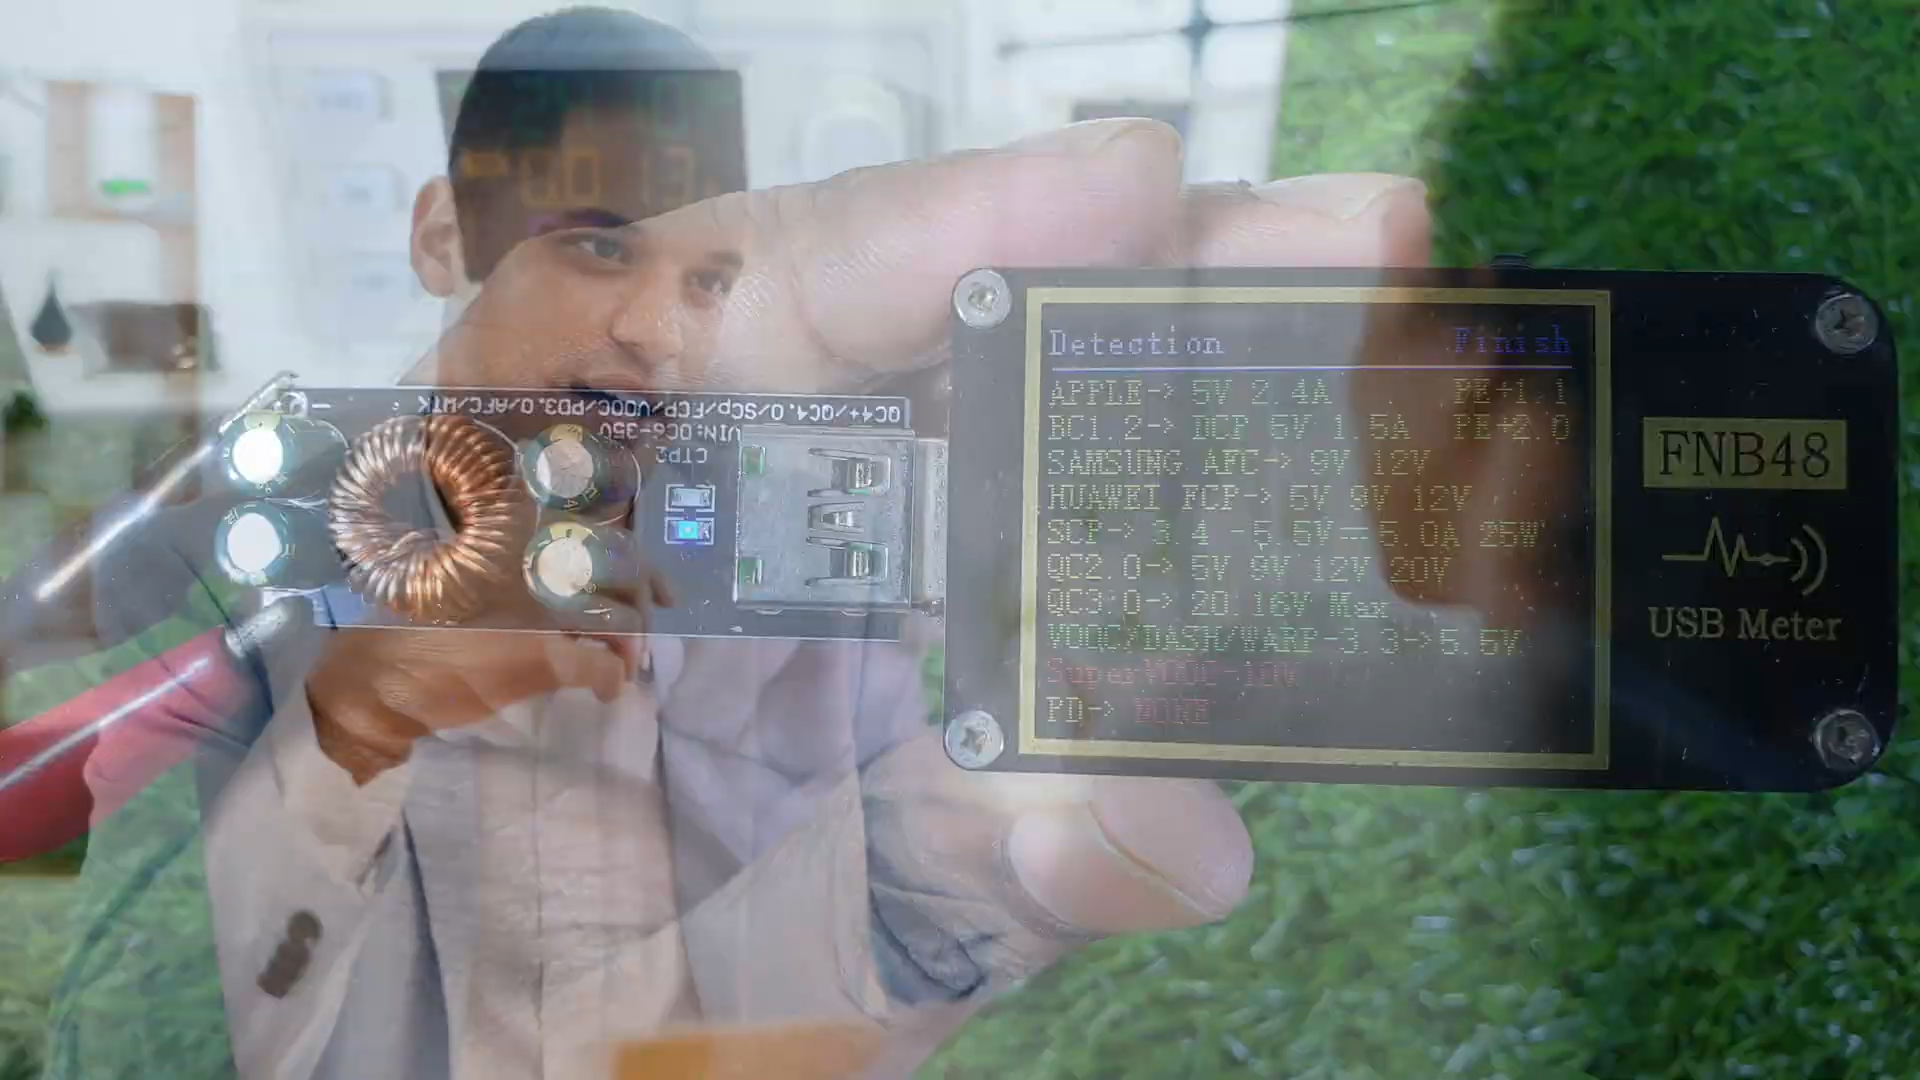 QC4++/QC4.0/SCp/FCP/VOOC/PD3.0/AFC/MTK
VIN:DC6-35V
CTP2
Detection Finish
APPLE-> 5V 2.4A PE+1.1
BC1.2-> DCP 5V 1.5A PE+2.0
SAMSUNG AFC-> 9V 12V
HUAWEI FCP-> 5V 9V 12V
SCP-> 3.4 -5.5V==5.0A 25W
QC2.0-> 5V 9V 12V 20V
QC3.0-> 20.16V Max
VOOC/DASH/WARP-3.3->5.5V
SuperVOOC-10V
PD-> NONE
FNB48
USB Meter